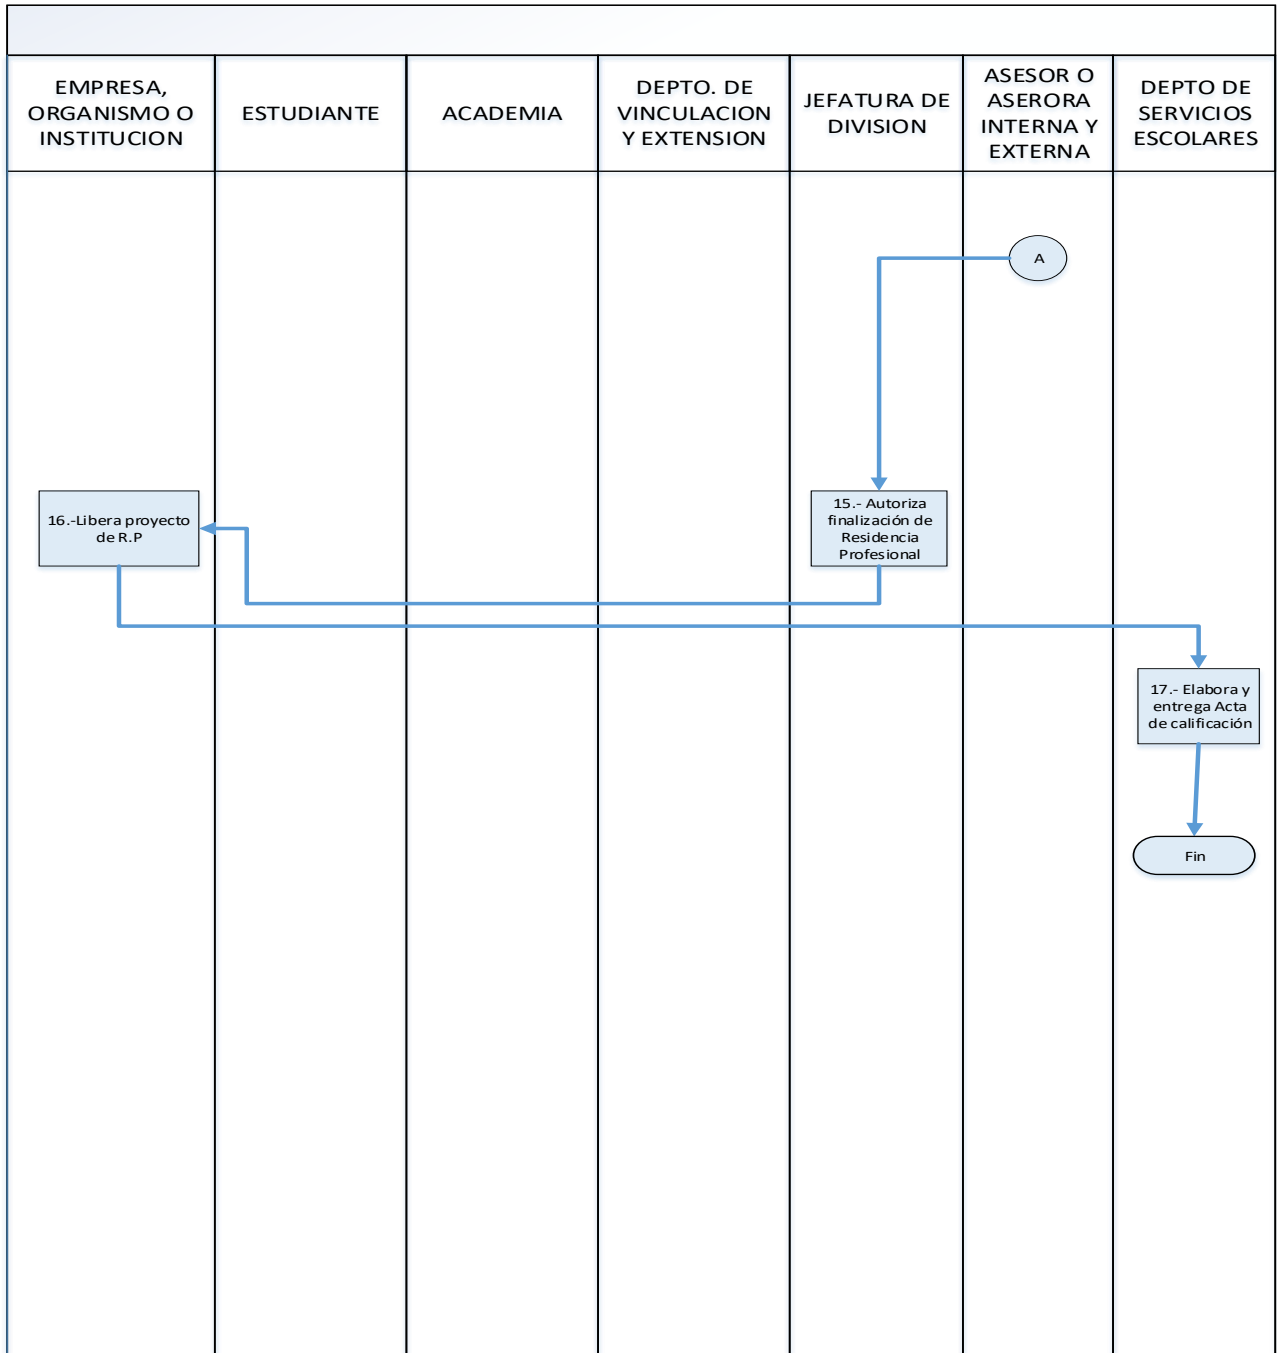 EMPRESA,
ORGANISMO O
INSTITUCION
ESTUDIANTE
ACADEMIA
DEPTO. DE
VINCULACION
Y EXTENSION
JEFATURA DE
DIVISION
ASESOR O
ASERORA
INTERNA Y
EXTERNA
DEPTO DE
SERVICIOS
ESCOLARES
A
15.- Autoriza
finalización de
Residencia
Profesional
16.-Libera proyecto
de R.P
17.- Elabora y
entrega Acta
de calificación
Fin